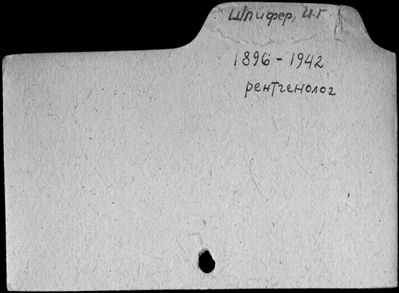 Шпифер, И.Г
1896 - 1942
рентгенолог